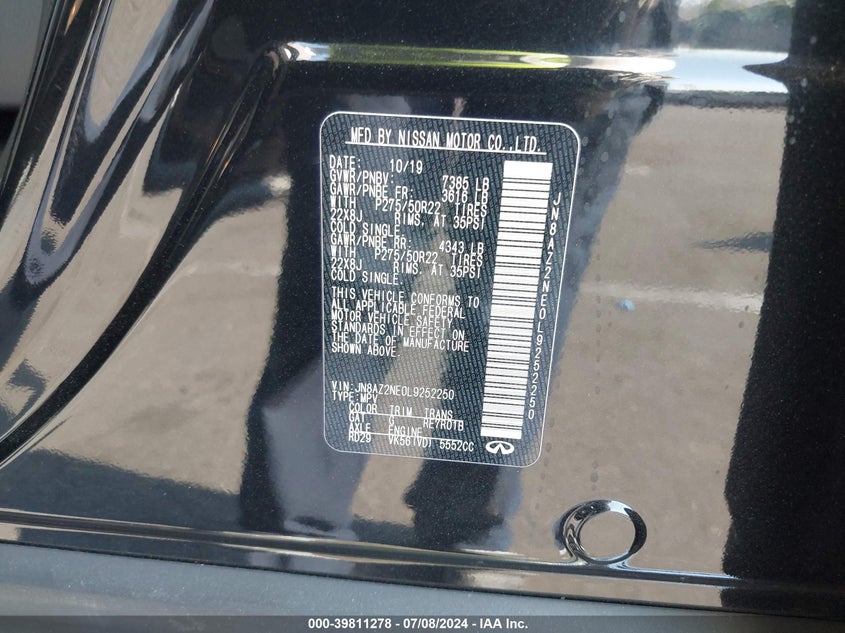 MFD BY NISSAN MOTOR CO.,LTD.
DATE: 10/19
GVWR/PNBV: 7385 LB
GAWR/PNBE FR: 3616 LB
WITH P275/50R22 TIRES
22X8J RIMS. AT 35PSI
COLD SINGLE
GAWR/PNBE RR: 4343 LB
WITH P275/50R22 TIRES
22X8J RIMS. AT 35PSI
COLD SINGLE
THIS VEHICLE CONFORMS TO
ALL APPLICABLE FEDERAL
MOTOR VEHICLE SAFETY
STANDARDS IN EFFECT ON
THE DATE OF MANUFACTURE
SHOWN ABOVE.
VIN: JN8AZ2NE0L9252250
TYPE: MPV
COLOR TRIM TRANS
GAT G RE7R01B
AXLE ENGINE
RD29 VK56(VD) 5552CC
JN8AZ2NE0L9252250
000-39811278 - 07/08/2024 - IAA Inc.